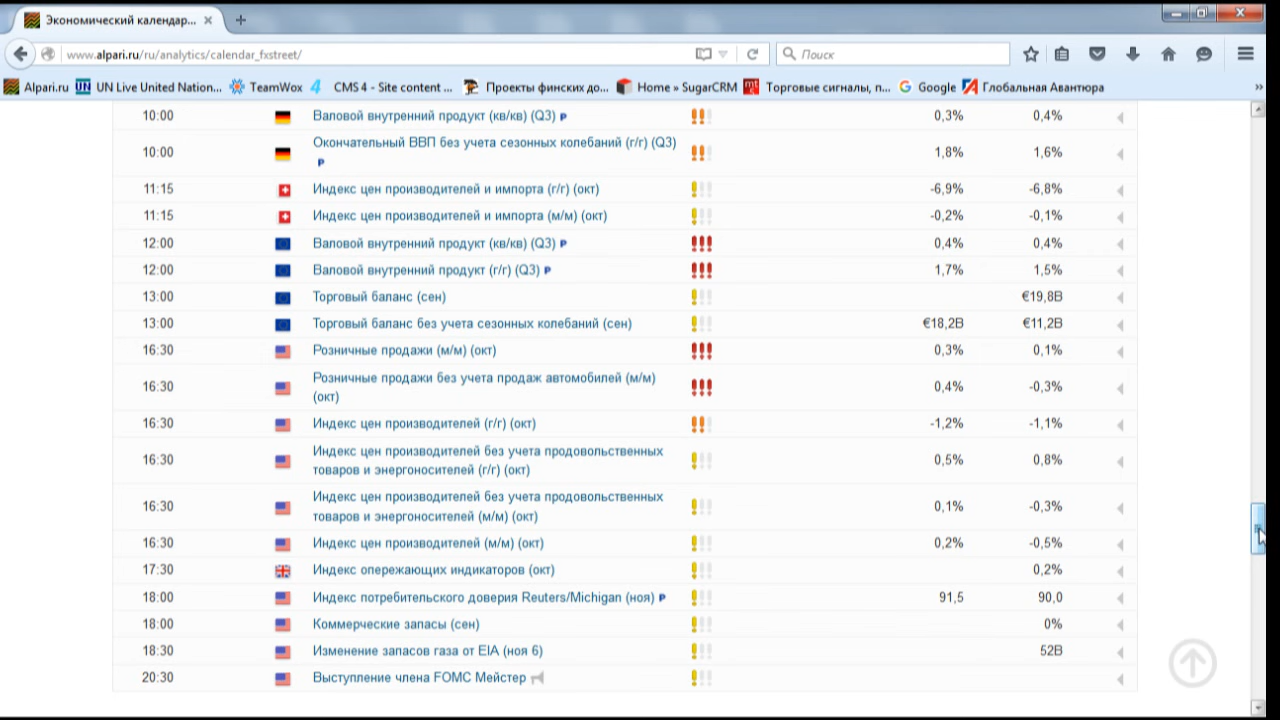 Экономический календар...
www.alpari.ru/ru/analytics/calendar_fxstreet/
Поиск
Alpari.ru UN Live United Nation... TeamWox CMS 4 - Site content ... Проекты финских до... Home » SugarCRM Торговые сигналы, п... Google Глобальная Авантюра »
10:00 Валовой внутренний продукт (кв/кв) (Q3) P 0,3% 0,4%
10:00 Окончательный ВВП без учета сезонных колебаний (г/г) (Q3) 1,8% 1,6%
P
11:15 Индекс цен производителей и импорта (г/г) (окт) -6,9% -6,8%
11:15 Индекс цен производителей и импорта (м/м) (окт) -0,2% -0,1%
12:00 Валовой внутренний продукт (кв/кв) (Q3) P 0,4% 0,4%
12:00 Валовой внутренний продукт (г/г) (Q3) P 1,7% 1,5%
13:00 Торговый баланс (сен) €19,8B
13:00 Торговый баланс без учета сезонных колебаний (сен) €18,2B €11,2B
16:30 Розничные продажи (м/м) (окт) 0,3% 0,1%
16:30 Розничные продажи без учета продаж автомобилей (м/м) 0,4% -0,3%
(окт)
16:30 Индекс цен производителей (г/г) (окт) -1,2% -1,1%
16:30 Индекс цен производителей без учета продовольственных 0,5% 0,8%
товаров и энергоносителей (г/г) (окт)
16:30 Индекс цен производителей без учета продовольственных 0,1% -0,3%
товаров и энергоносителей (м/м) (окт)
16:30 Индекс цен производителей (м/м) (окт) 0,2% -0,5%
17:30 Индекс опережающих индикаторов (окт) 0,2%
18:00 Индекс потребительского доверия Reuters/Michigan (ноя) P 91,5 90,0
18:00 Коммерческие запасы (сен) 0%
18:30 Изменение запасов газа от EIA (ноя 6) 52B
20:30 Выступление члена FOMC Мейстер